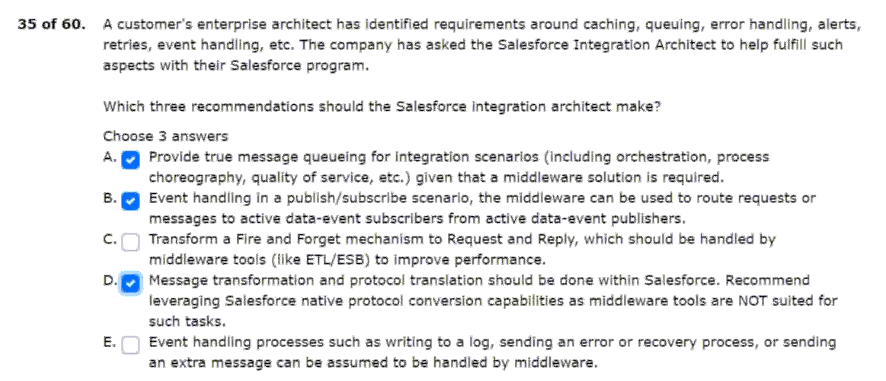 35 of 60. A customer's enterprise architect has identified requirements around caching, queuing, error handling, alerts,
retries, event handling, etc. The company has asked the Salesforce Integration Architect to help fulfill such
aspects with their Salesforce program.
Which three recommendations should the Salesforce integration architect make?
Choose 3 answers
A. Provide true message queueing for integration scenarios (including orchestration, process
choreography, quality of service, etc.) given that a middleware solution is required.
B. Event handling in a publish/subscribe scenario, the middleware can be used to route requests or
messages to active data-event subscribers from active data-event publishers.
C. Transform a Fire and Forget mechanism to Request and Reply, which should be handled by
middleware tools (like ETL/ESB) to improve performance.
D. Message transformation and protocol translation should be done within Salesforce. Recommend
leveraging Salesforce native protocol conversion capabilities as middleware tools are NOT suited for
such tasks.
E. Event handling processes such as writing to a log, sending an error or recovery process, or sending
an extra message can be assumed to be handled by middleware.